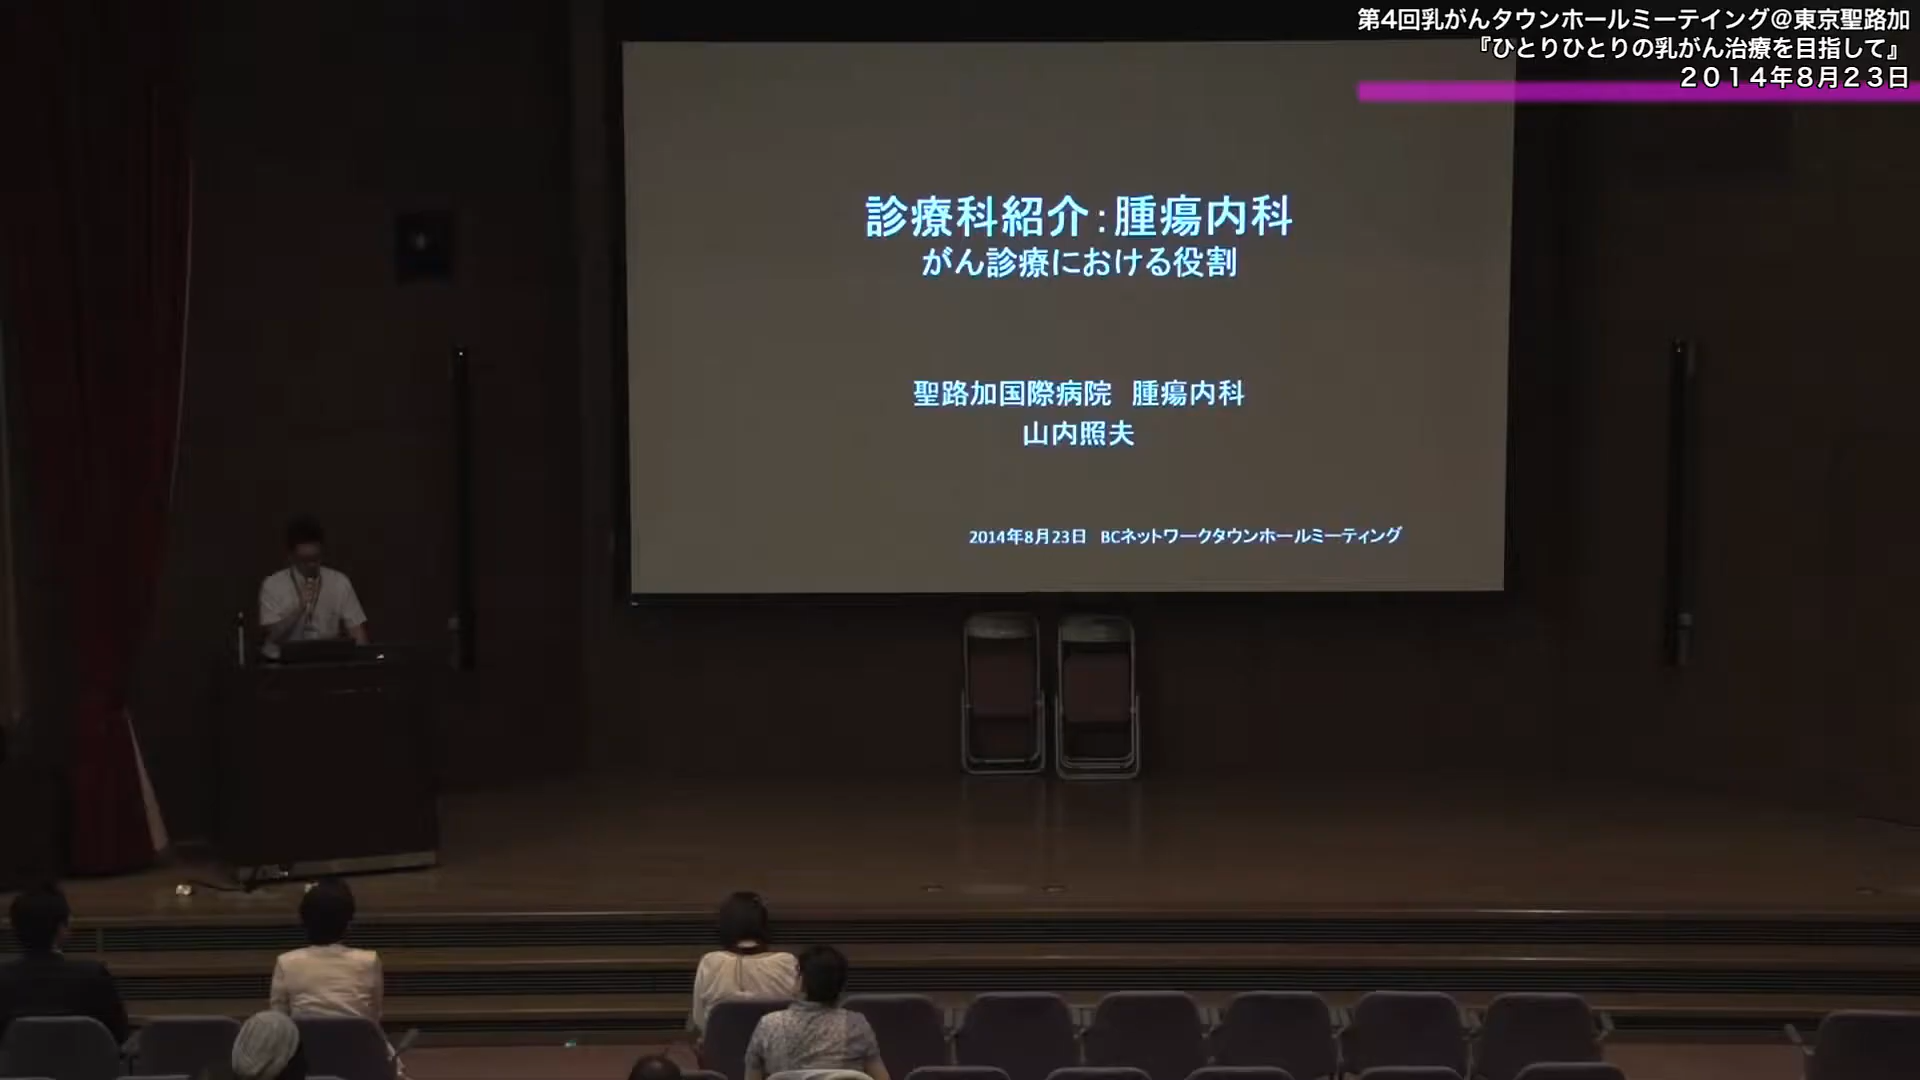 第4回乳がんタウンホールミーテイング@東京聖路加
『ひとりひとりの乳がん治療を目指して』
２０１４年８月２３日
診療科紹介：腫瘍内科
がん診療における役割
聖路加国際病院　腫瘍内科
山内照夫
2014年8月23日　BCネットワークタウンホールミーティング